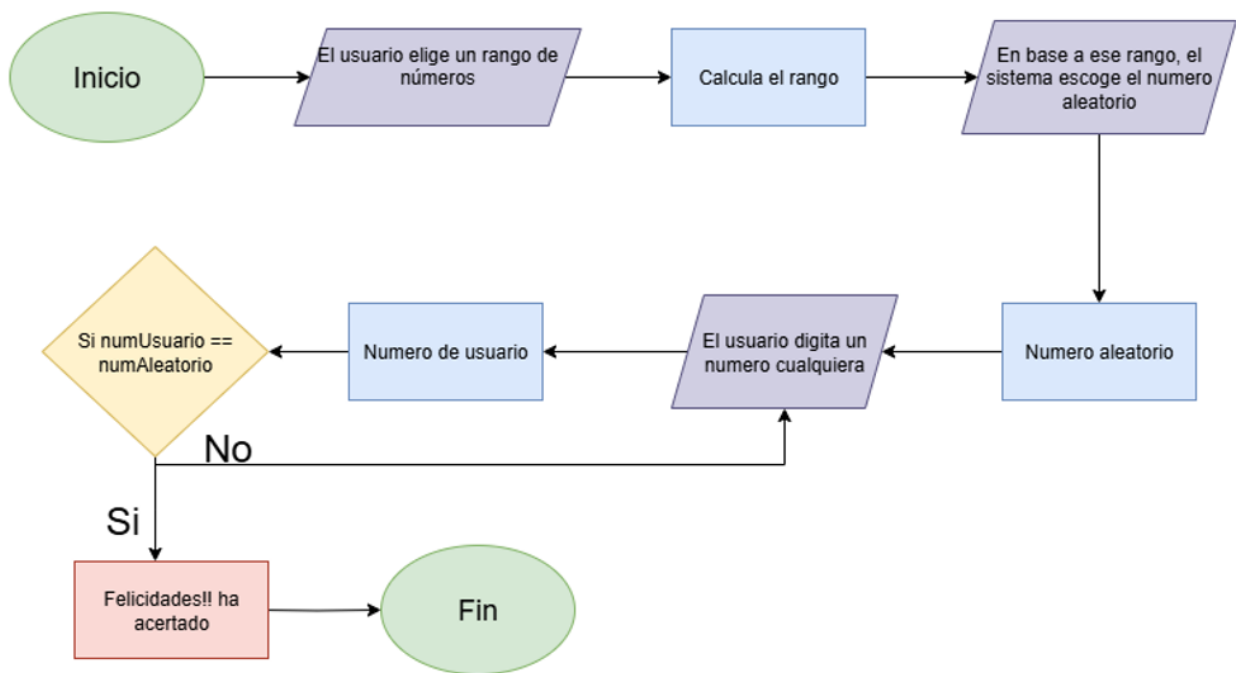 Inicio
El usuario elige un rango de
números
Calcula el rango
En base a ese rango, el
sistema escoge el numero
aleatorio
Numero aleatorio
El usuario digita un
numero cualquiera
Numero de usuario
Si numUsuario ==
numAleatorio
No
Si
Felicidades!! ha
acertado
Fin